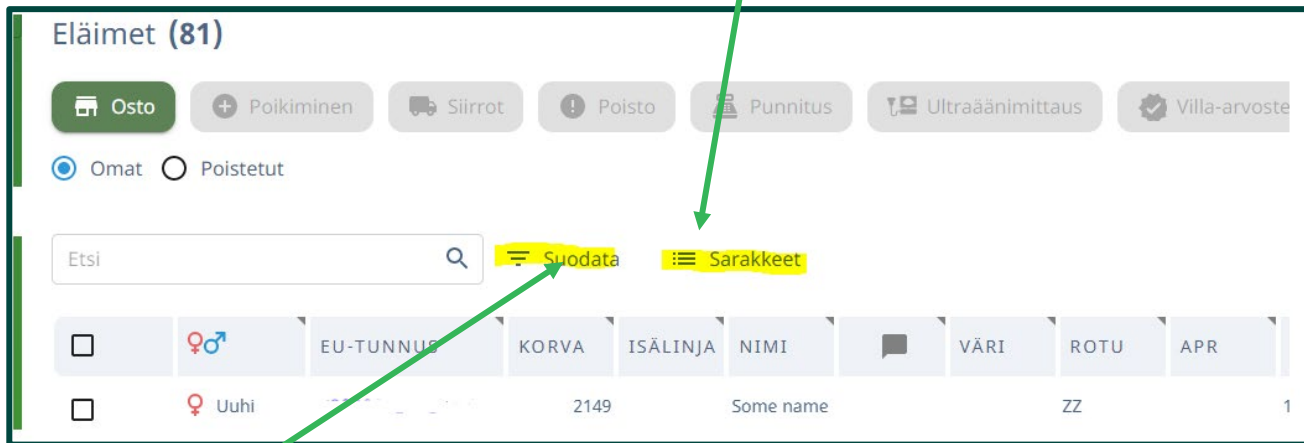 Eläimet (81)
Osto Poikiminen Siirrot Poisto Punnitus Ultraäänimittaus Villa-arvoste
Omat Poistetut
Etsi Suodata Sarakkeet
EU-TUNNUS KORVA ISÄLINJA NIMI VÄRI ROTU APR
Uuhi 2149 Some name ZZ 1